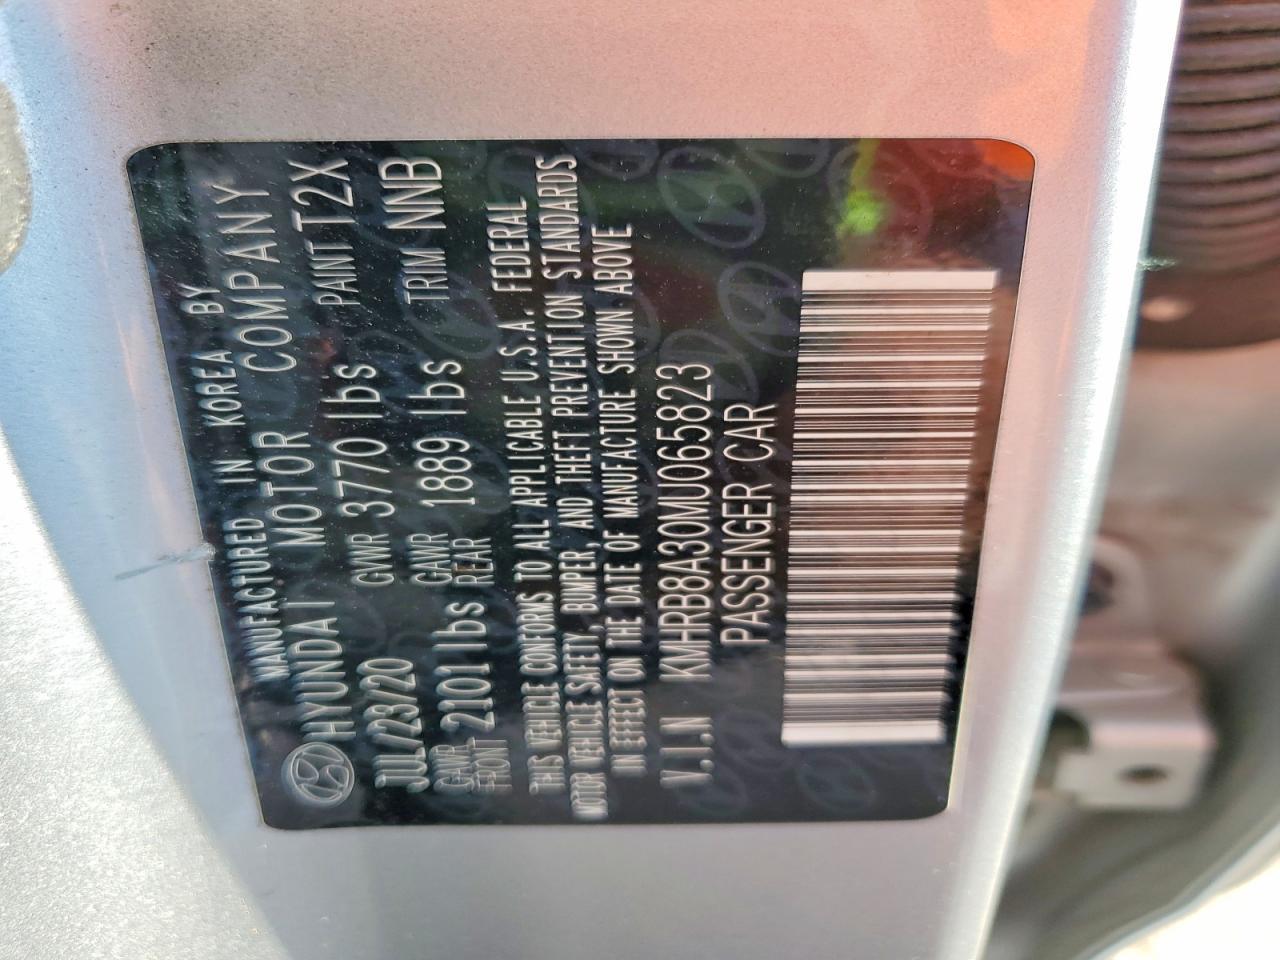 MANUFACTURED IN KOREA BY
HYUNDAI MOTOR COMPANY
JUL/23/20 GVWR 3770 lbs PAINT T2X
GAWR FRONT 2101 lbs GAWR REAR 1889 lbs TRIM NNB
THIS VEHICLE CONFORMS TO ALL APPLICABLE U.S.A. FEDERAL
MOTOR VEHICLE SAFETY, BUMPER, AND THEFT PREVENTION STANDARDS
IN EFFECT ON THE DATE OF MANUFACTURE SHOWN ABOVE
V.I.N KMHRB8A30MU065823
PASSENGER CAR